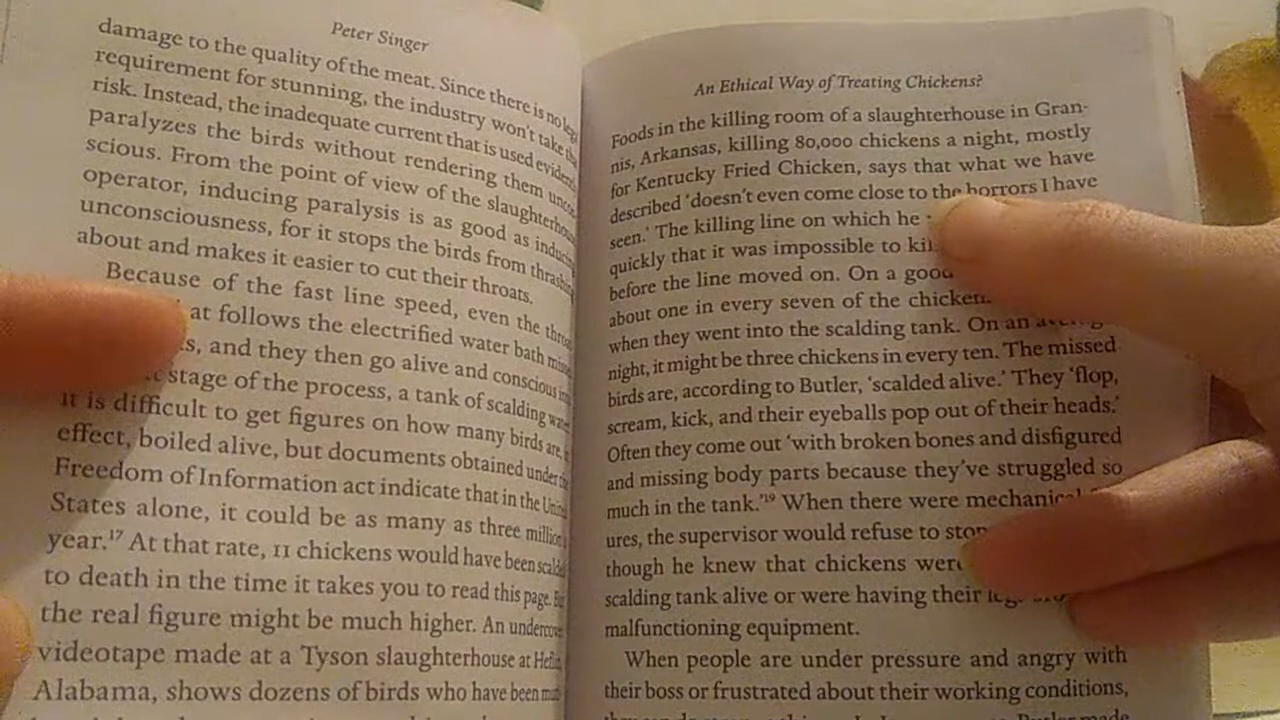 Peter Singer
damage to the quality of the meat. Since there is no
requirement for stunning, the industry won't take
risk. Instead, the inadequate current that is used
paralyzes the birds without rendering them
scious. From the point of view of the
operator, inducing paralysis is as good as
unconsciousness, for it stops the birds from
about and makes it easier to cut their throats.
Because of the fast line speed, even the
follows the electrified water bath
and they then go alive and conscious
stage of the process, a tank of scalding
it is difficult to get figures on how many birds are,
effect, boiled alive, but documents obtained under
Freedom of Information act indicate that in the
States alone, it could be as many as three million
year.¹⁷ At that rate, 11 chickens would have been
to death in the time it takes you to read this page.
the real figure might be much higher. An
videotape made at a Tyson slaughterhouse at
Alabama, shows dozens of birds who have been
An Ethical Way of Treating Chickens?
Foods in the killing room of a slaughterhouse in Gran-
nis, Arkansas, killing 80,000 chickens a night, mostly
for Kentucky Fried Chicken, says that what we have
described 'doesn't even come close to the horrors I have
seen.' The killing line on which he
quickly that it was impossible to
before the line moved on. On a good
about one in every seven of the
when they went into the scalding tank. On an
night, it might be three chickens in every ten. The missed
birds are, according to Butler, 'scalded alive.' They 'flop,
scream, kick, and their eyeballs pop out of their heads.'
Often they come out 'with broken bones and disfigured
and missing body parts because they've struggled so
much in the tank.'¹⁹ When there were
ures, the supervisor would refuse to
though he knew that chickens
scalding tank alive or were having their
malfunctioning equipment.
When people are under pressure and angry with
their boss or frustrated about their working conditions,